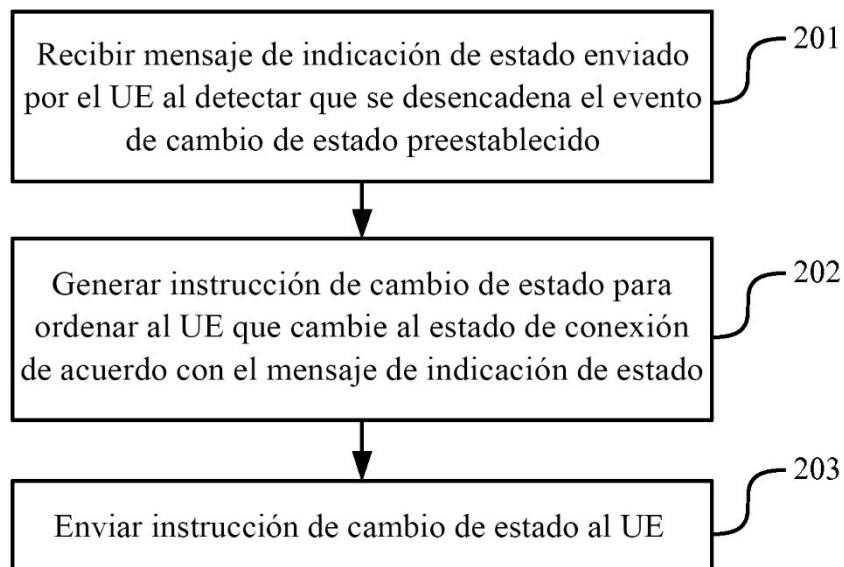 Recibir mensaje de indicación de estado enviado
por el UE al detectar que se desencadena el evento
de cambio de estado preestablecido
201
Generar instrucción de cambio de estado para
ordenar al UE que cambie al estado de conexión
de acuerdo con el mensaje de indicación de estado
202
Enviar instrucción de cambio de estado al UE
203